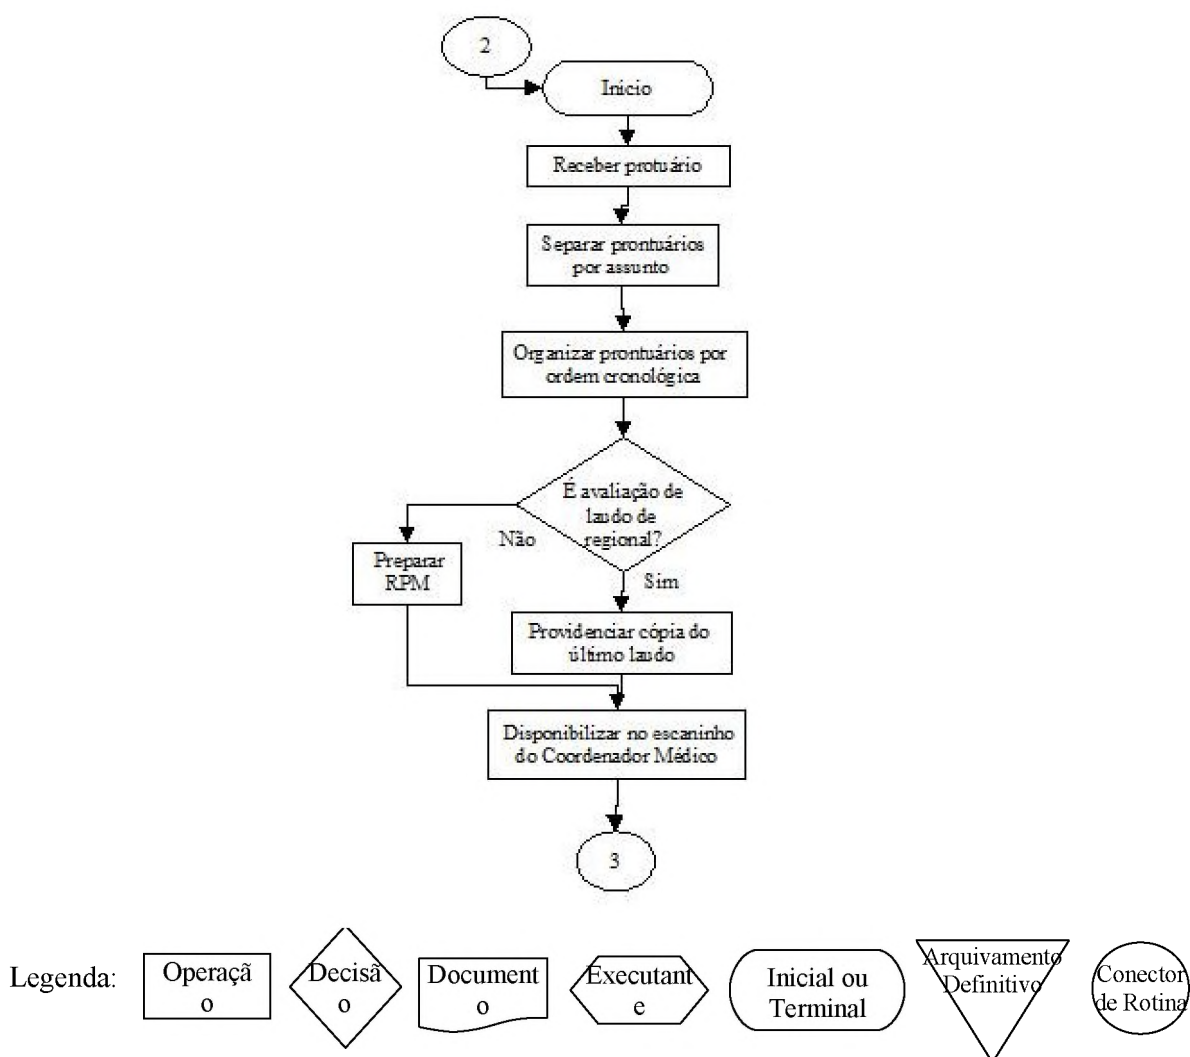 2
Inicio
Receber protuário
Separar prontuários
por assunto
Organizar prontuários por
ordem cronológica
É avaliação de
laudo de
regional?
Não
Preparar
RPM
Sim
Providenciar cópia do
último laudo
Disponibilizar no escaninho
do Coordenador Médico
3
Legenda:
Operaçã
o
Decisã
o
Document
o
Executant
e
Inicial ou
Terminal
Arquivamento
Definitivo
Conector
de Rotina